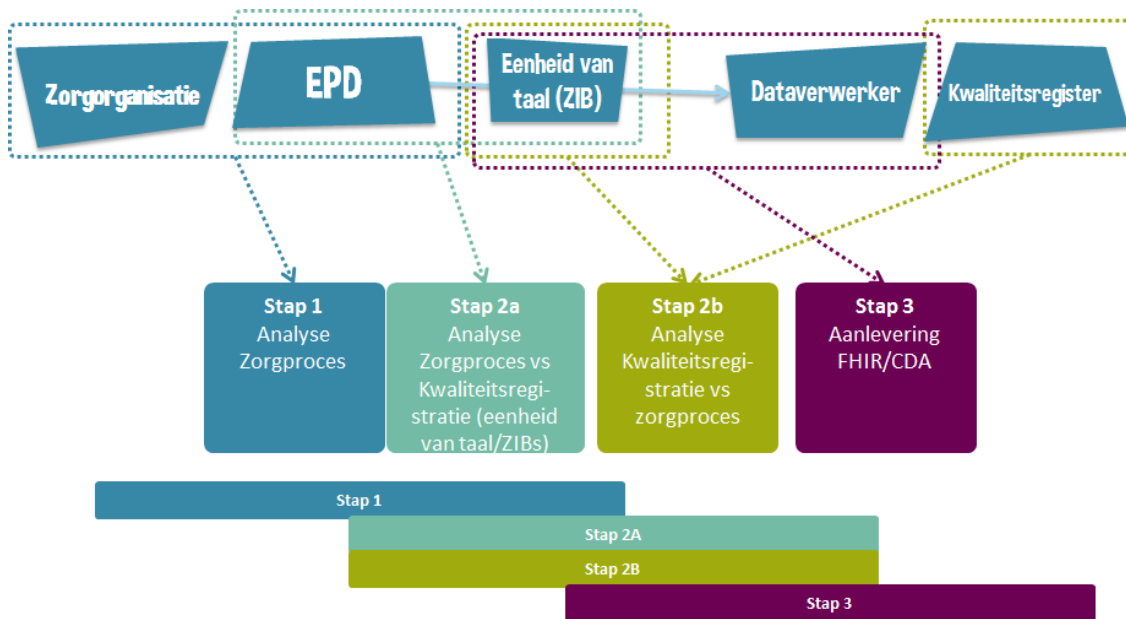 Zorgorganisatie
EPD
Eenheid van
taal (ZIB)
Dataverwerker
Kwaliteitsregister
Stap 1
Analyse
Zorgproces
Stap 2a
Analyse
Zorgproces vs
Kwaliteitsregi-
stratie (eenheid
van taal/ZIBs)
Stap 2b
Analyse
Kwaliteitsregi-
stratie vs
zorgproces
Stap 3
Aanlevering
FHIR/CDA
Stap 1
Stap 2A
Stap 2B
Stap 3